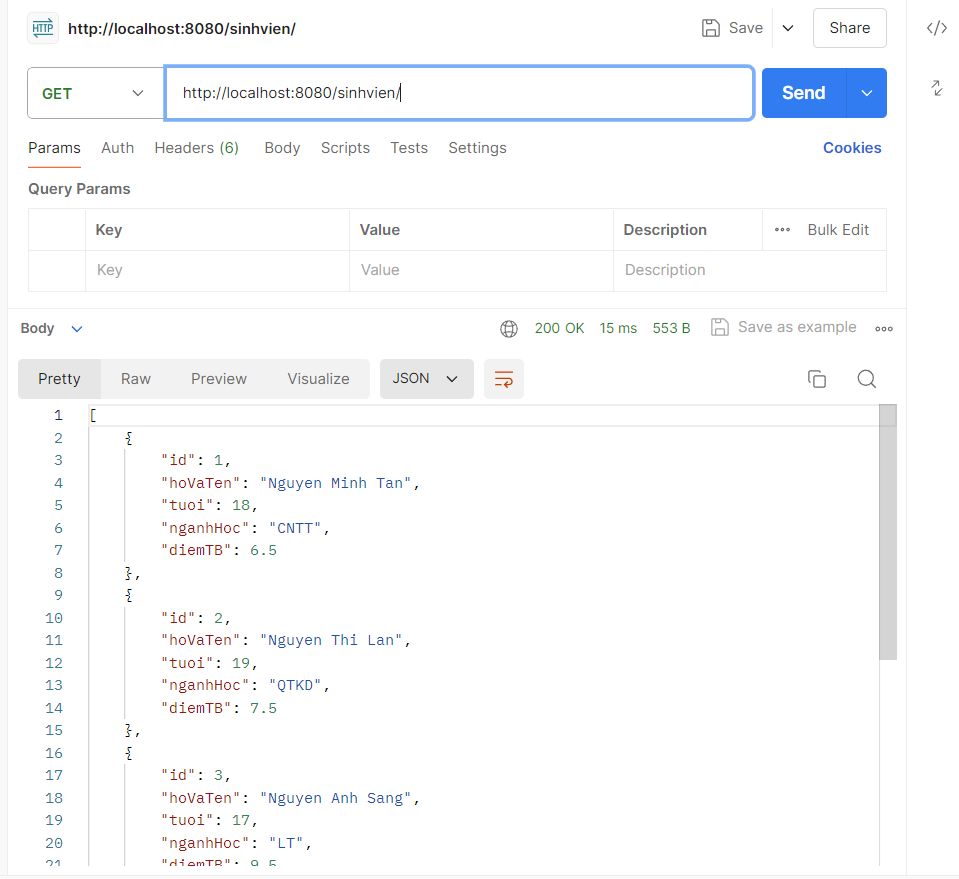 HTTP http://localhost:8080/sinhvien/ Save Share
GET http://localhost:8080/sinhvien/ Send
Params Auth Headers (6) Body Scripts Tests Settings Cookies
Query Params
Key Value Description ••• Bulk Edit
Key Value Description
Body 200 OK 15 ms 553 B Save as example •••
Pretty Raw Preview Visualize JSON
1 [
2 {
3 "id": 1,
4 "hoVaTen": "Nguyen Minh Tan",
5 "tuoi": 18,
6 "nganhHoc": "CNTT",
7 "diemTB": 6.5
8 },
9 {
10 "id": 2,
11 "hoVaTen": "Nguyen Thi Lan",
12 "tuoi": 19,
13 "nganhHoc": "QTKD",
14 "diemTB": 7.5
15 },
16 {
17 "id": 3,
18 "hoVaTen": "Nguyen Anh Sang",
19 "tuoi": 17,
20 "nganhHoc": "LT",
21 "diemTB": 9.5